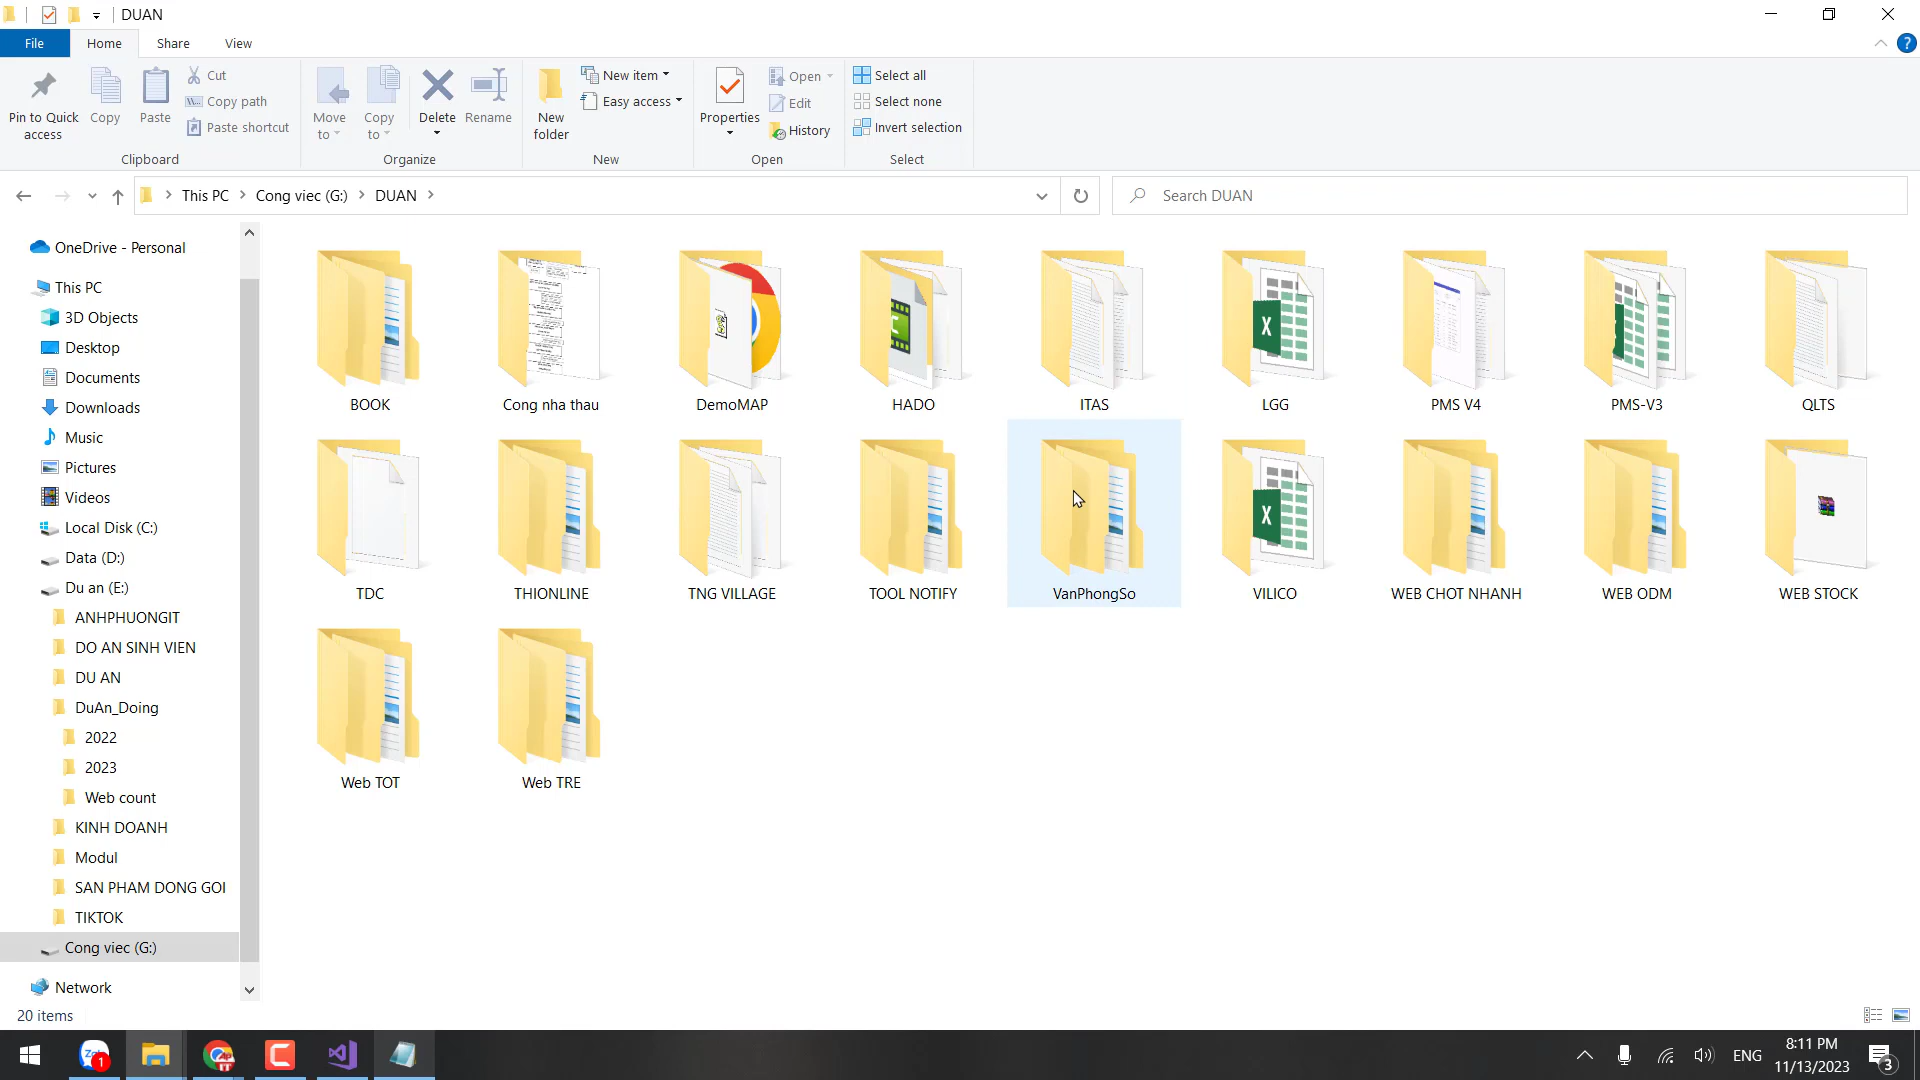 DUAN
File Home Share View
Pin to Quick access
Copy
Paste
Cut
Copy path
Paste shortcut
Clipboard
Move to
Copy to
Delete
Rename
Organize
New folder
New item
Easy access
New
Properties
Open
Edit
History
Open
Select all
Select none
Invert selection
Select
This PC Cong viec (G:) DUAN
Search DUAN
OneDrive - Personal
This PC
3D Objects
Desktop
Documents
Downloads
Music
Pictures
Videos
Local Disk (C:)
Data (D:)
Du an (E:)
ANHPHUONGIT
DO AN SINH VIEN
DU AN
DuAn_Doing
2022
2023
Web count
KINH DOANH
Modul
SAN PHAM DONG GOI
TIKTOK
Cong viec (G:)
Network
BOOK Cong nha thau DemoMAP HADO ITAS LGG PMS V4 PMS-V3 QLTS
TDC THIONLINE TNG VILLAGE TOOL NOTIFY VanPhongSo VILICO WEB CHOT NHANH WEB ODM WEB STOCK
Web TOT Web TRE
20 items
1
ENG
8:11 PM
11/13/2023
3